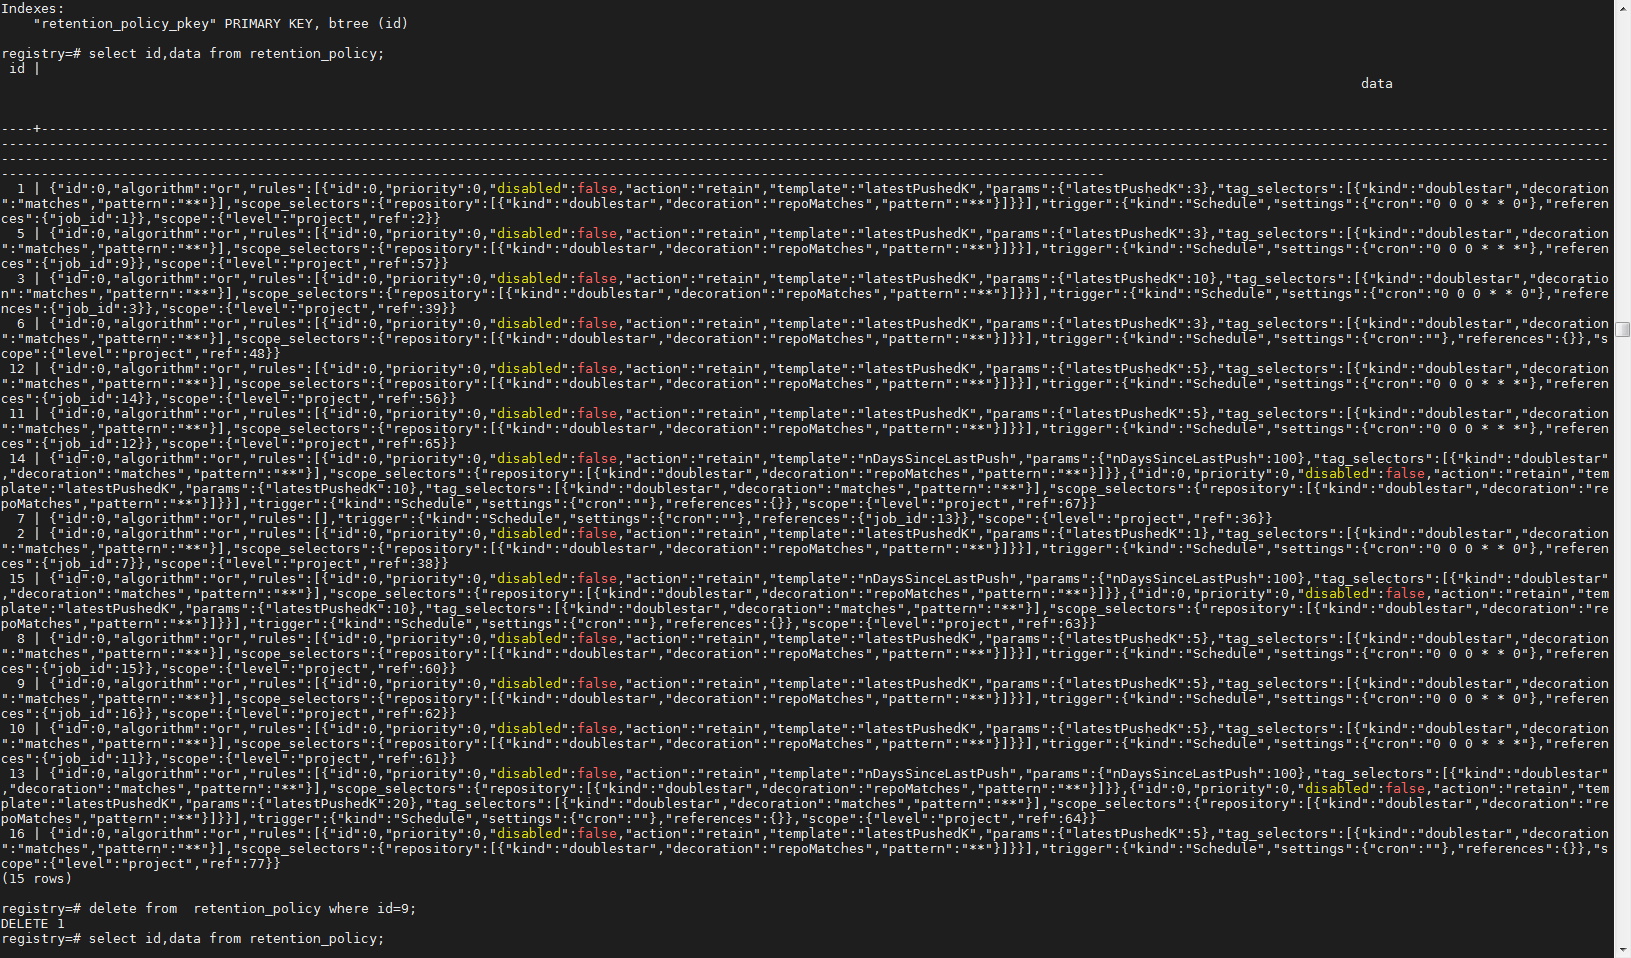 Indexes:
    "retention_policy_pkey" PRIMARY KEY, btree (id)
registry=# select id,data from retention_policy;
 id |
data
----+----------------------------------------------------------------------------------------------------------------------------------------------------------------------------------------------------
  1 | {"id":0,"algorithm":"or","rules":[{"id":0,"priority":0,"disabled":false,"action":"retain","template":"latestPushedK","params":{"latestPushedK":3},"tag_selectors":[{"kind":"doublestar","decoration
":"matches","pattern":"**"}],"scope_selectors":{"repository":[{"kind":"doublestar","decoration":"repoMatches","pattern":"**"}]}}],"trigger":{"kind":"Schedule","settings":{"cron":"0 0 0 * * 0"},"referen
ces":{"job_id":1}},"scope":{"level":"project","ref":2}}
  5 | {"id":0,"algorithm":"or","rules":[{"id":0,"priority":0,"disabled":false,"action":"retain","template":"latestPushedK","params":{"latestPushedK":3},"tag_selectors":[{"kind":"doublestar","decoration
":"matches","pattern":"**"}],"scope_selectors":{"repository":[{"kind":"doublestar","decoration":"repoMatches","pattern":"**"}]}}],"trigger":{"kind":"Schedule","settings":{"cron":"0 0 0 * * *"},"referen
ces":{"job_id":9}},"scope":{"level":"project","ref":57}}
  3 | {"id":0,"algorithm":"or","rules":[{"id":0,"priority":0,"disabled":false,"action":"retain","template":"latestPushedK","params":{"latestPushedK":10},"tag_selectors":[{"kind":"doublestar","decoratio
n":"matches","pattern":"**"}],"scope_selectors":{"repository":[{"kind":"doublestar","decoration":"repoMatches","pattern":"**"}]}}],"trigger":{"kind":"Schedule","settings":{"cron":"0 0 0 * * 0"},"refere
nces":{"job_id":3}},"scope":{"level":"project","ref":39}}
  6 | {"id":0,"algorithm":"or","rules":[{"id":0,"priority":0,"disabled":false,"action":"retain","template":"latestPushedK","params":{"latestPushedK":3},"tag_selectors":[{"kind":"doublestar","decoration
":"matches","pattern":"**"}],"scope_selectors":{"repository":[{"kind":"doublestar","decoration":"repoMatches","pattern":"**"}]}}],"trigger":{"kind":"Schedule","settings":{"cron":""},"references":{}},"s
cope":{"level":"project","ref":48}}
 12 | {"id":0,"algorithm":"or","rules":[{"id":0,"priority":0,"disabled":false,"action":"retain","template":"latestPushedK","params":{"latestPushedK":5},"tag_selectors":[{"kind":"doublestar","decoration
":"matches","pattern":"**"}],"scope_selectors":{"repository":[{"kind":"doublestar","decoration":"repoMatches","pattern":"**"}]}}],"trigger":{"kind":"Schedule","settings":{"cron":"0 0 0 * * *"},"referen
ces":{"job_id":14}},"scope":{"level":"project","ref":56}}
 11 | {"id":0,"algorithm":"or","rules":[{"id":0,"priority":0,"disabled":false,"action":"retain","template":"latestPushedK","params":{"latestPushedK":5},"tag_selectors":[{"kind":"doublestar","decoration
":"matches","pattern":"**"}],"scope_selectors":{"repository":[{"kind":"doublestar","decoration":"repoMatches","pattern":"**"}]}}],"trigger":{"kind":"Schedule","settings":{"cron":"0 0 0 * * *"},"referen
ces":{"job_id":12}},"scope":{"level":"project","ref":65}}
 14 | {"id":0,"algorithm":"or","rules":[{"id":0,"priority":0,"disabled":false,"action":"retain","template":"nDaysSinceLastPush","params":{"nDaysSinceLastPush":100},"tag_selectors":[{"kind":"doublestar"
,"decoration":"matches","pattern":"**"}],"scope_selectors":{"repository":[{"kind":"doublestar","decoration":"repoMatches","pattern":"**"}]}},{"id":0,"priority":0,"disabled":false,"action":"retain","tem
plate":"latestPushedK","params":{"latestPushedK":10},"tag_selectors":[{"kind":"doublestar","decoration":"matches","pattern":"**"}],"scope_selectors":{"repository":[{"kind":"doublestar","decoration":"re
poMatches","pattern":"**"}]}}],"trigger":{"kind":"Schedule","settings":{"cron":""},"references":{}},"scope":{"level":"project","ref":67}}
  7 | {"id":0,"algorithm":"or","rules":[],"trigger":{"kind":"Schedule","settings":{"cron":""},"references":{"job_id":13}},"scope":{"level":"project","ref":36}}
  2 | {"id":0,"algorithm":"or","rules":[{"id":0,"priority":0,"disabled":false,"action":"retain","template":"latestPushedK","params":{"latestPushedK":1},"tag_selectors":[{"kind":"doublestar","decoration
":"matches","pattern":"**"}],"scope_selectors":{"repository":[{"kind":"doublestar","decoration":"repoMatches","pattern":"**"}]}}],"trigger":{"kind":"Schedule","settings":{"cron":"0 0 0 * * 0"},"referen
ces":{"job_id":7}},"scope":{"level":"project","ref":38}}
 15 | {"id":0,"algorithm":"or","rules":[{"id":0,"priority":0,"disabled":false,"action":"retain","template":"nDaysSinceLastPush","params":{"nDaysSinceLastPush":100},"tag_selectors":[{"kind":"doublestar"
,"decoration":"matches","pattern":"**"}],"scope_selectors":{"repository":[{"kind":"doublestar","decoration":"repoMatches","pattern":"**"}]}},{"id":0,"priority":0,"disabled":false,"action":"retain","tem
plate":"latestPushedK","params":{"latestPushedK":10},"tag_selectors":[{"kind":"doublestar","decoration":"matches","pattern":"**"}],"scope_selectors":{"repository":[{"kind":"doublestar","decoration":"re
poMatches","pattern":"**"}]}}],"trigger":{"kind":"Schedule","settings":{"cron":""},"references":{}},"scope":{"level":"project","ref":63}}
  8 | {"id":0,"algorithm":"or","rules":[{"id":0,"priority":0,"disabled":false,"action":"retain","template":"latestPushedK","params":{"latestPushedK":5},"tag_selectors":[{"kind":"doublestar","decoration
":"matches","pattern":"**"}],"scope_selectors":{"repository":[{"kind":"doublestar","decoration":"repoMatches","pattern":"**"}]}}],"trigger":{"kind":"Schedule","settings":{"cron":"0 0 0 * * 0"},"referen
ces":{"job_id":15}},"scope":{"level":"project","ref":60}}
  9 | {"id":0,"algorithm":"or","rules":[{"id":0,"priority":0,"disabled":false,"action":"retain","template":"latestPushedK","params":{"latestPushedK":5},"tag_selectors":[{"kind":"doublestar","decoration
":"matches","pattern":"**"}],"scope_selectors":{"repository":[{"kind":"doublestar","decoration":"repoMatches","pattern":"**"}]}}],"trigger":{"kind":"Schedule","settings":{"cron":"0 0 0 * * 0"},"referen
ces":{"job_id":16}},"scope":{"level":"project","ref":62}}
 10 | {"id":0,"algorithm":"or","rules":[{"id":0,"priority":0,"disabled":false,"action":"retain","template":"latestPushedK","params":{"latestPushedK":5},"tag_selectors":[{"kind":"doublestar","decoration
":"matches","pattern":"**"}],"scope_selectors":{"repository":[{"kind":"doublestar","decoration":"repoMatches","pattern":"**"}]}}],"trigger":{"kind":"Schedule","settings":{"cron":"0 0 0 * * *"},"referen
ces":{"job_id":11}},"scope":{"level":"project","ref":61}}
 13 | {"id":0,"algorithm":"or","rules":[{"id":0,"priority":0,"disabled":false,"action":"retain","template":"nDaysSinceLastPush","params":{"nDaysSinceLastPush":100},"tag_selectors":[{"kind":"doublestar"
,"decoration":"matches","pattern":"**"}],"scope_selectors":{"repository":[{"kind":"doublestar","decoration":"repoMatches","pattern":"**"}]}},{"id":0,"priority":0,"disabled":false,"action":"retain","tem
plate":"latestPushedK","params":{"latestPushedK":20},"tag_selectors":[{"kind":"doublestar","decoration":"matches","pattern":"**"}],"scope_selectors":{"repository":[{"kind":"doublestar","decoration":"re
poMatches","pattern":"**"}]}}],"trigger":{"kind":"Schedule","settings":{"cron":""},"references":{}},"scope":{"level":"project","ref":64}}
 16 | {"id":0,"algorithm":"or","rules":[{"id":0,"priority":0,"disabled":false,"action":"retain","template":"latestPushedK","params":{"latestPushedK":5},"tag_selectors":[{"kind":"doublestar","decoration
":"matches","pattern":"**"}],"scope_selectors":{"repository":[{"kind":"doublestar","decoration":"repoMatches","pattern":"**"}]}}],"trigger":{"kind":"Schedule","settings":{"cron":""},"references":{}},"s
cope":{"level":"project","ref":77}}
(15 rows)
registry=# delete from  retention_policy where id=9;
DELETE 1
registry=# select id,data from retention_policy;